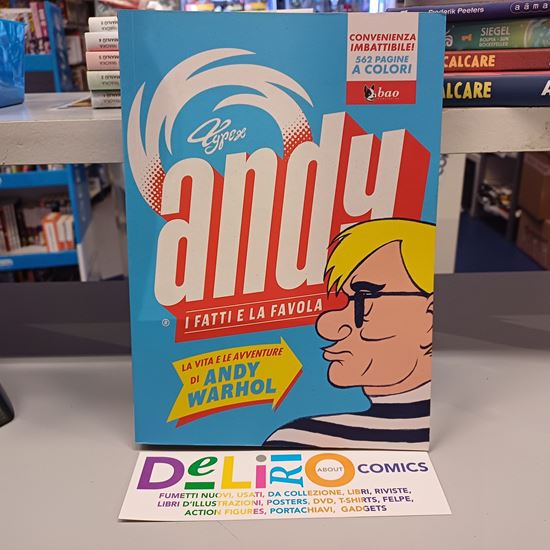 CONVENIENZA
IMBATTIBILE!
562 PAGINE
A COLORI
bao
Typex
andy
®
I FATTI E LA FAVOLA
LA VITA E LE AVVENTURE
DI ANDY
WARHOL
Frederik Peeters
SIEGEL
CALCARE
CALCARE
DeLiRIO ABOUT COMICS
FUMETTI NUOVI, USATI, DA COLLEZIONE, LIBRI, RIVISTE,
LIBRI D'ILLUSTRAZIONI, POSTERS, DVD, T-SHIRTS, FELPE,
ACTION FIGURES, PORTACHIAVI, GADGETS